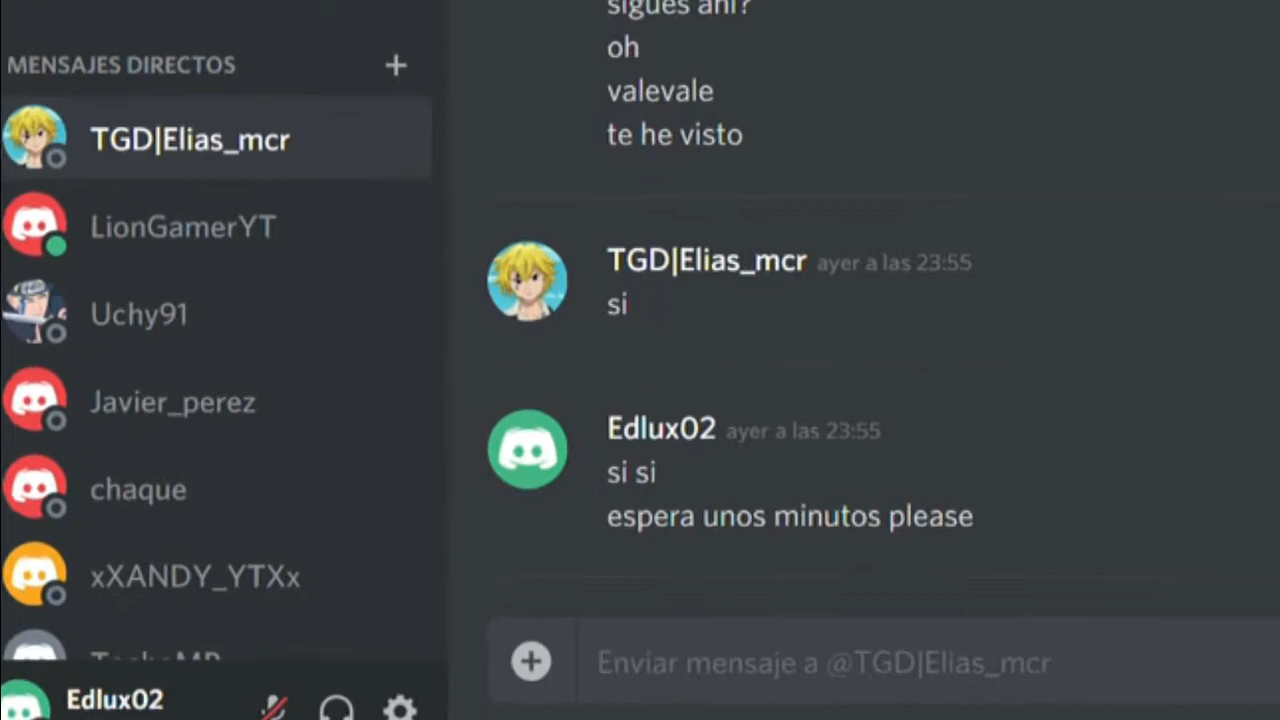 MENSAJES DIRECTOS
TGD|Elias_mcr
LionGamerYT
Uchy91
Javier_perez
chaque
xXANDY_YTXx
Edlux02
sigues ahi?
oh
valevale
te he visto
TGD|Elias_mcr ayer a las 23:55
si
Edlux02 ayer a las 23:55
si si
espera unos minutos please
Enviar mensaje a @TGD|Elias_mcr